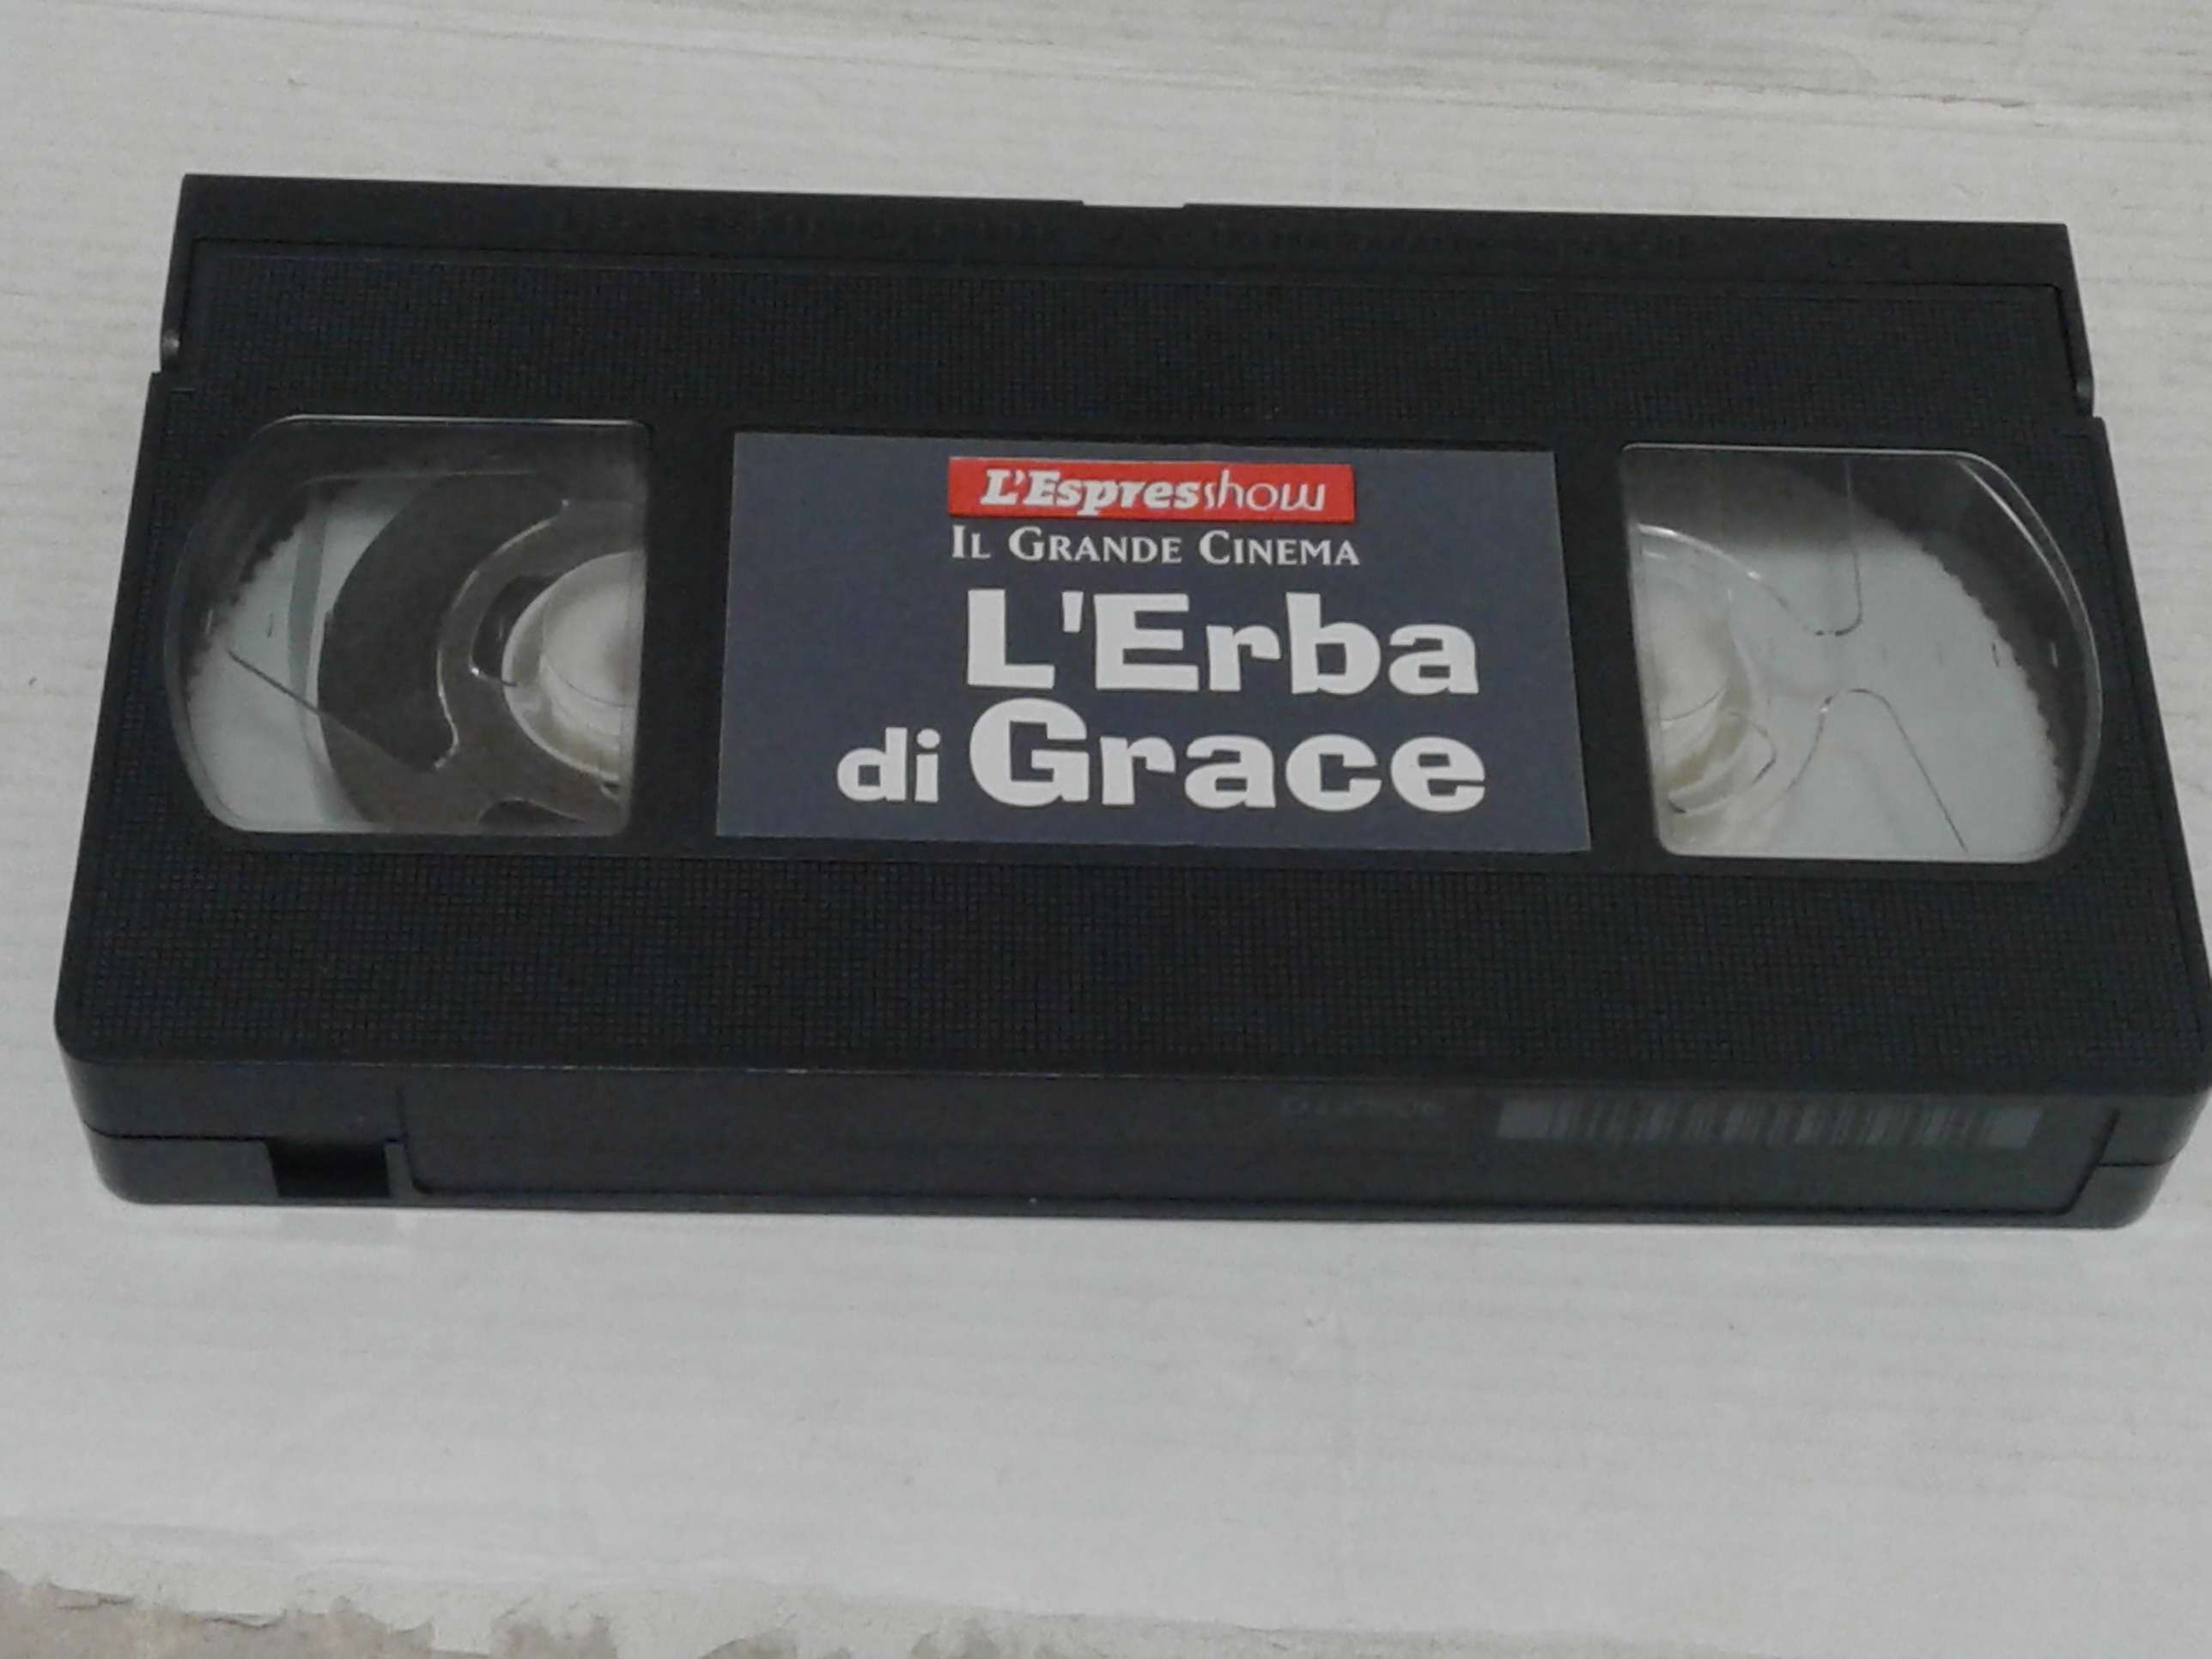 L'Espresshow
IL GRANDE CINEMA
L'Erba
di Grace